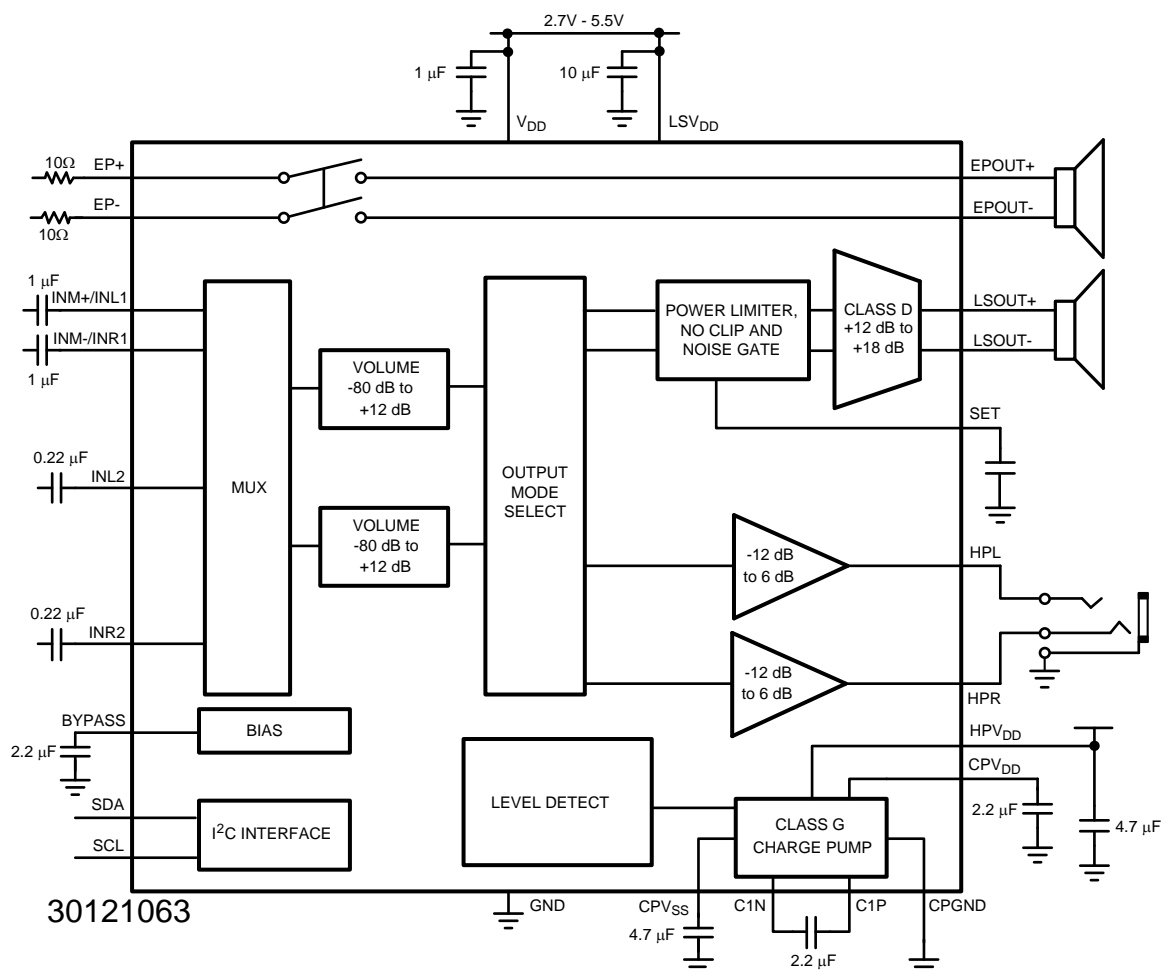 2.7V - 5.5V
1 μF
10 μF
VDD
LSVDD
10Ω
EP+
EPOUT+
EP-
EPOUT-
10Ω
1 μF
INM+/INL1
INM-/INR1
1 μF
POWER LIMITER,
NO CLIP AND
NOISE GATE
CLASS D
+12 dB to
+18 dB
LSOUT+
LSOUT-
VOLUME
-80 dB to
+12 dB
SET
0.22 μF
INL2
MUX
OUTPUT
MODE
SELECT
VOLUME
-80 dB to
+12 dB
-12 dB
to 6 dB
HPL
0.22 μF
INR2
-12 dB
to 6 dB
HPR
BYPASS
BIAS
2.2 μF
HPVDD
CPVDD
SDA
SCL
I2C INTERFACE
LEVEL DETECT
CLASS G
CHARGE PUMP
2.2 μF
4.7 μF
30121063
GND
CPVSS
C1N
C1P
CPGND
4.7 μF
2.2 μF